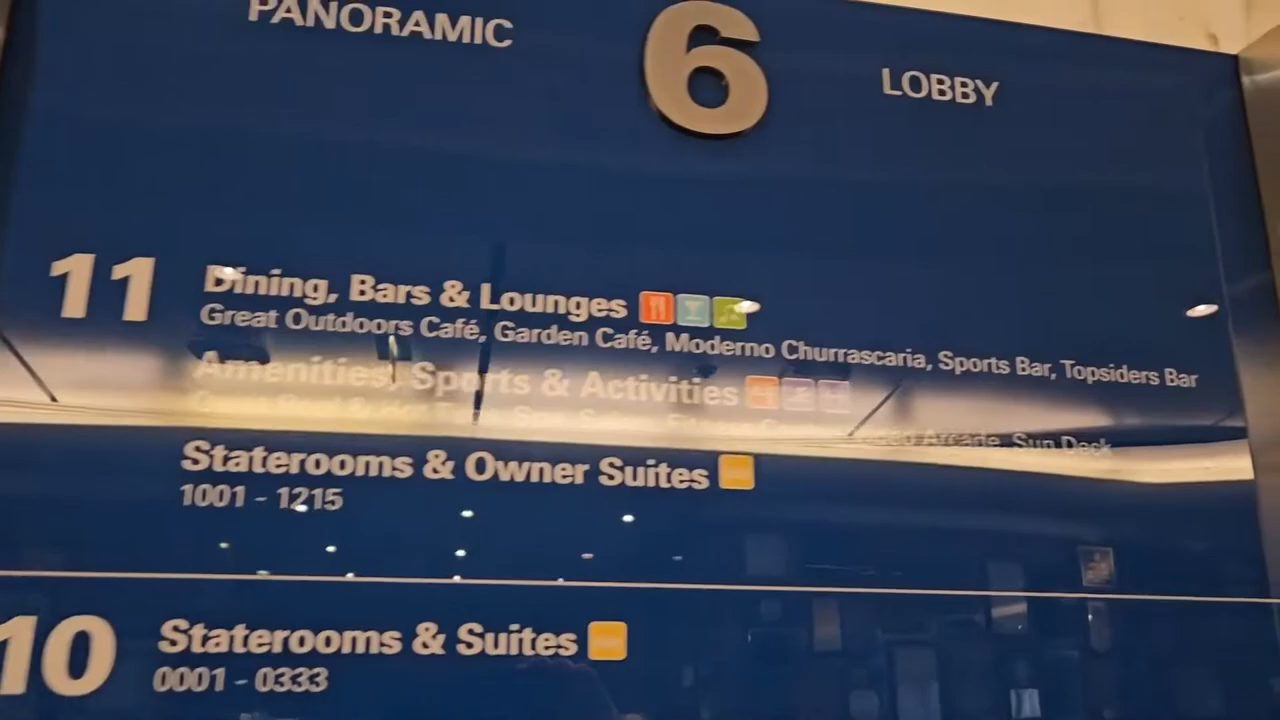 PANORAMIC 6 LOBBY
11 Dining, Bars & Lounges
Great Outdoors Café, Garden Café, Moderno Churrascaria, Sports Bar, Topsiders Bar
Amenities, Sports & Activities
Arcade, Sun Deck
Staterooms & Owner Suites
1001 - 1215
10 Staterooms & Suites
0001 - 0333